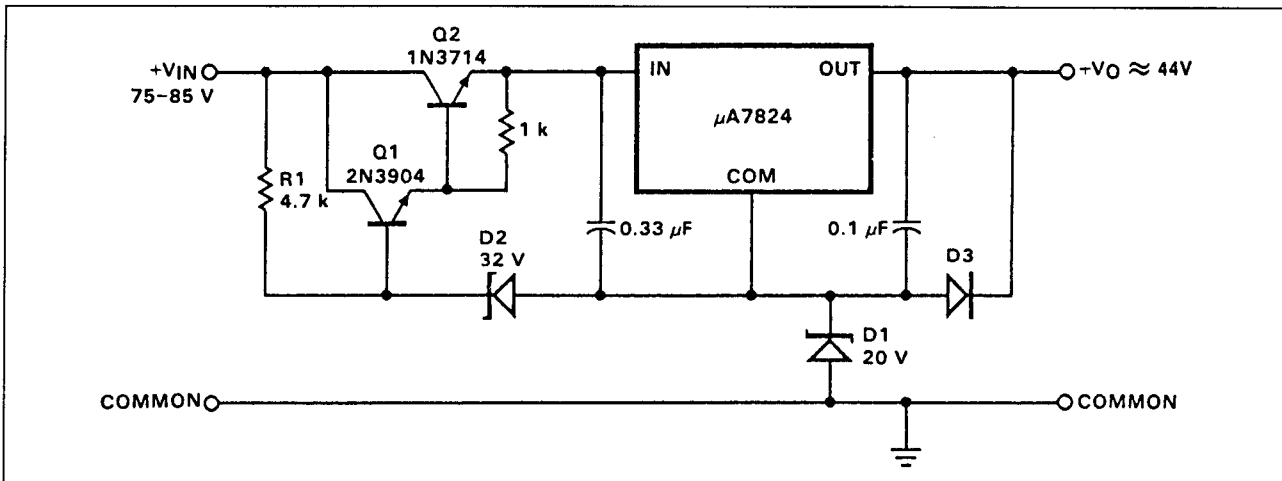 Q2
1N3714
+VIN
75-85 V
IN
OUT
+VO ≈ 44V
μA7824
1 k
Q1
2N3904
R1
4.7 k
COM
0.33 μF
0.1 μF
D2
32 V
D3
D1
20 V
COMMON
COMMON